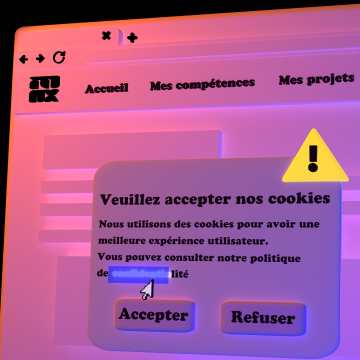 Accueil Mes compétences Mes projets
Veuillez accepter nos cookies
Nous utilisons des cookies pour avoir une
meilleure expérience utilisateur.
Vous pouvez consulter notre politique
de confidentialité
Accepter Refuser